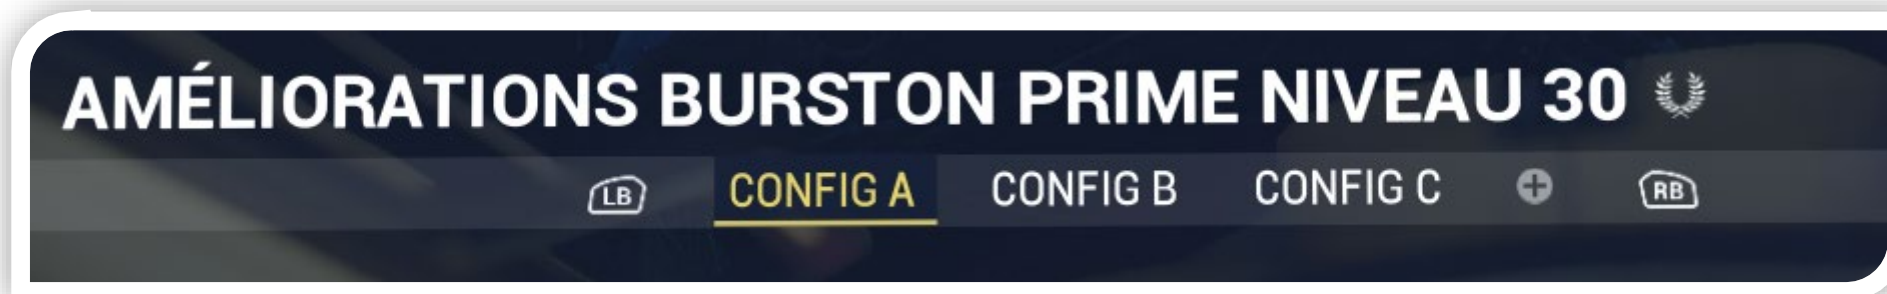 AMÉLIORATIONS BURSTON PRIME NIVEAU 30
LB CONFIG A CONFIG B CONFIG C RB